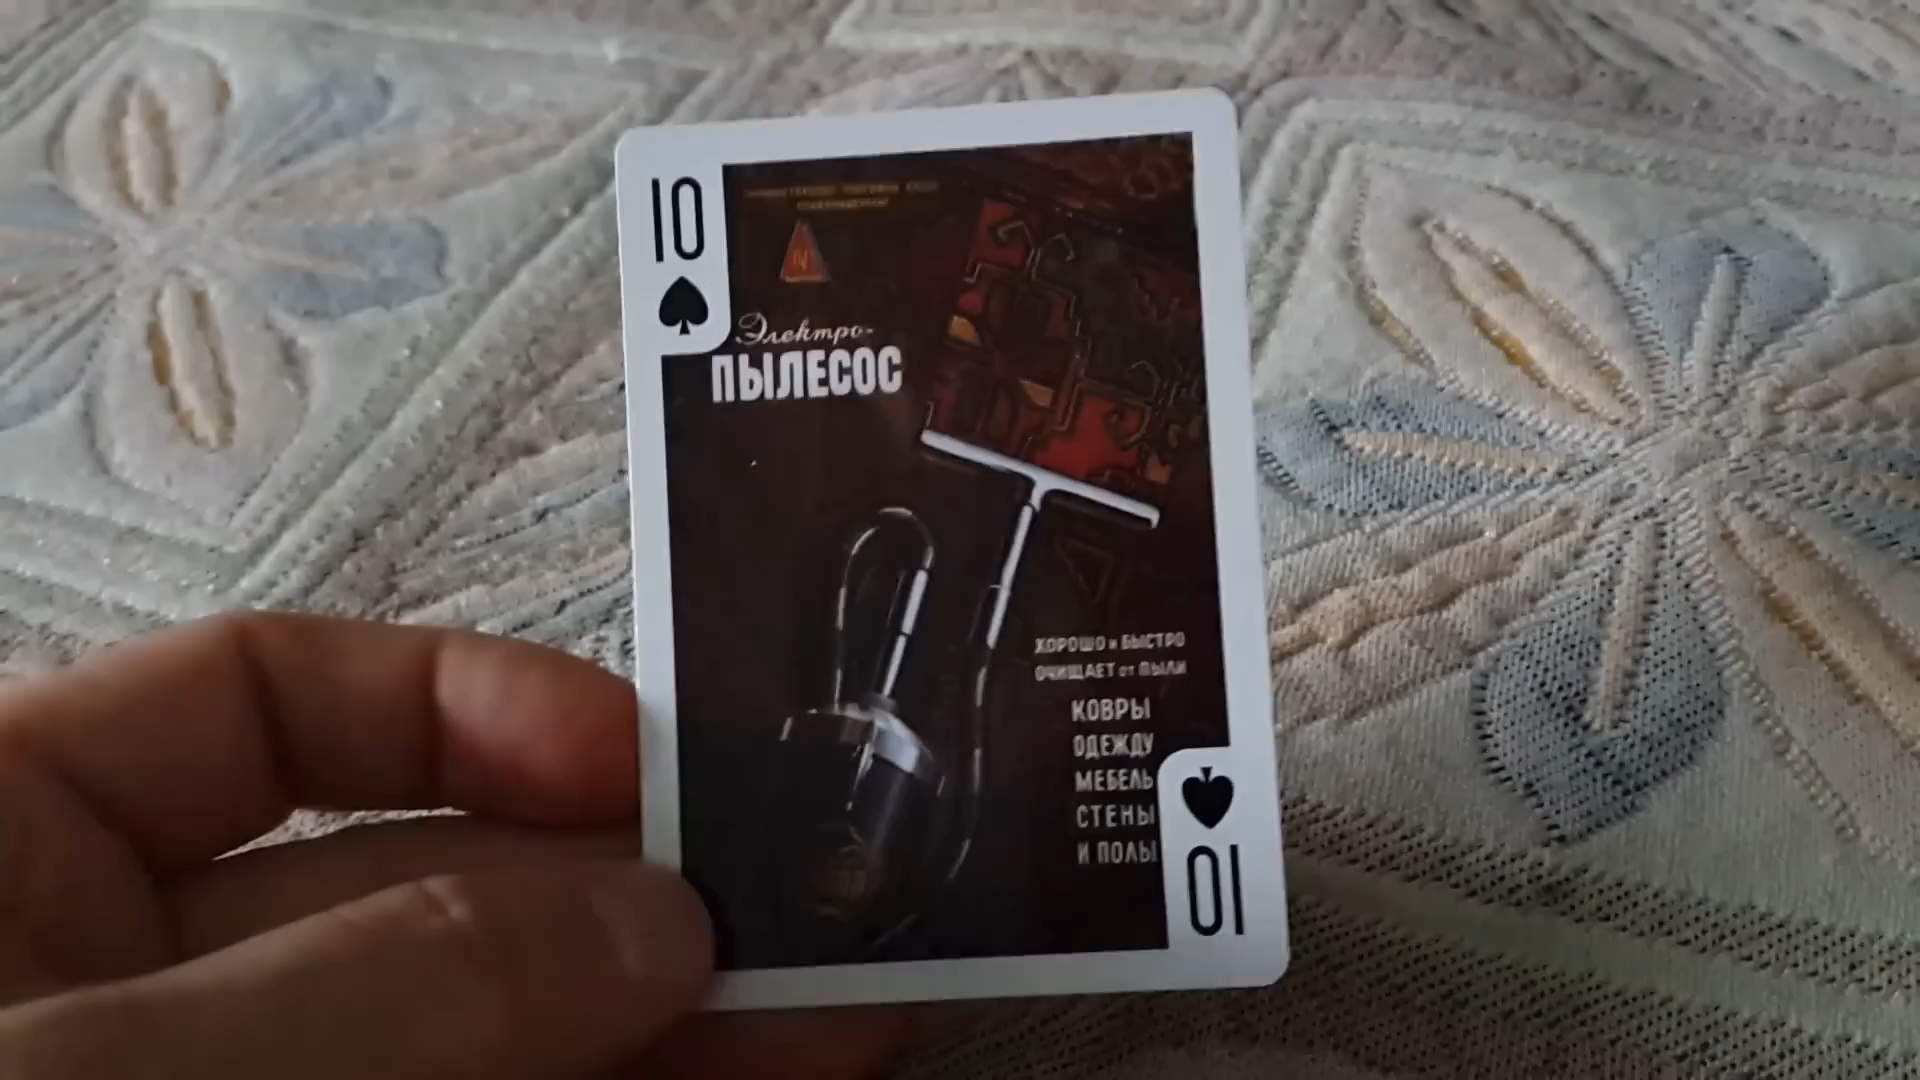 10
Электро-
ПЫЛЕСОС
ХОРОШО и БЫСТРО
ОЧИЩАЕТ от ПЫЛИ
КОВРЫ
ОДЕЖДУ
МЕБЕЛЬ
СТЕНЫ
И ПОЛЫ
10